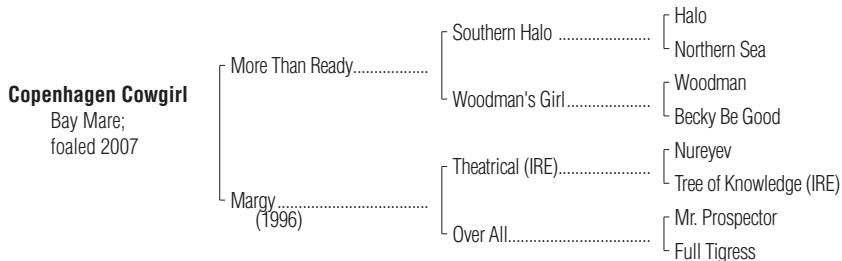 Halo
Southern Halo ......................
Northern Sea
More Than Ready..................
Woodman
Woodman's Girl....................
Becky Be Good
Copenhagen Cowgirl
Bay Mare;
foaled 2007
Nureyev
Theatrical (IRE)......................
Tree of Knowledge (IRE)
Margy....................................
(1996)
Mr. Prospector
Over All..................................
Full Tigress